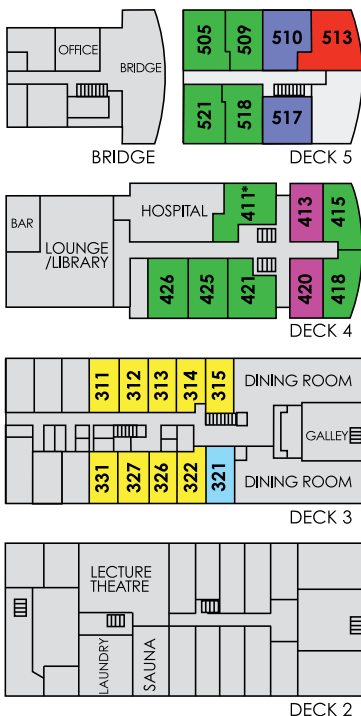 OFFICE
BRIDGE
BRIDGE
505
509
510
513
521
518
517
DECK 5
BAR
LOUNGE
/LIBRARY
HOSPITAL
411*
413
415
426
425
421
420
418
DECK 4
311
312
313
314
315
DINING ROOM
GALLEY
331
327
326
322
321
DINING ROOM
DECK 3
LECTURE
THEATRE
LAUNDRY
SAUNA
DECK 2